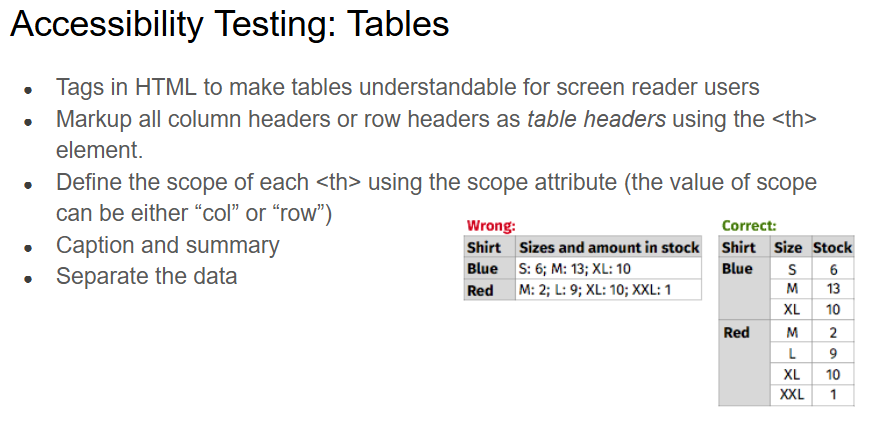 Accessibility Testing: Tables
● Tags in HTML to make tables understandable for screen reader users
● Markup all column headers or row headers as table headers using the <th>
element.
● Define the scope of each <th> using the scope attribute (the value of scope
can be either “col” or “row”)
● Caption and summary
● Separate the data
Wrong:
Shirt Sizes and amount in stock
Blue S: 6; M: 13; XL: 10
Red M: 2; L: 9; XL: 10; XXL: 1
Correct:
Shirt Size Stock
Blue S 6
M 13
XL 10
Red M 2
L 9
XL 10
XXL 1